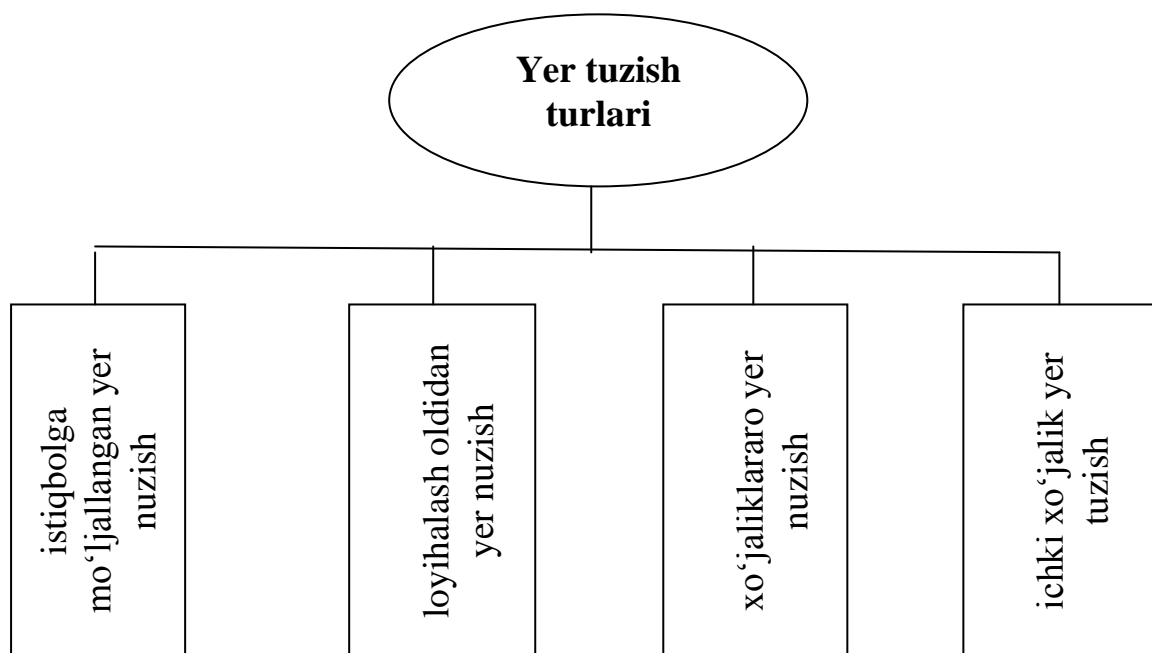 Yer tuzish
turlari
istiqbolga
mo‘ljallangan yer
nuzish
loyihalash oldidan
yer nuzish
xo‘jaliklararo yer
nuzish
ichki xo‘jalik yer
tuzish